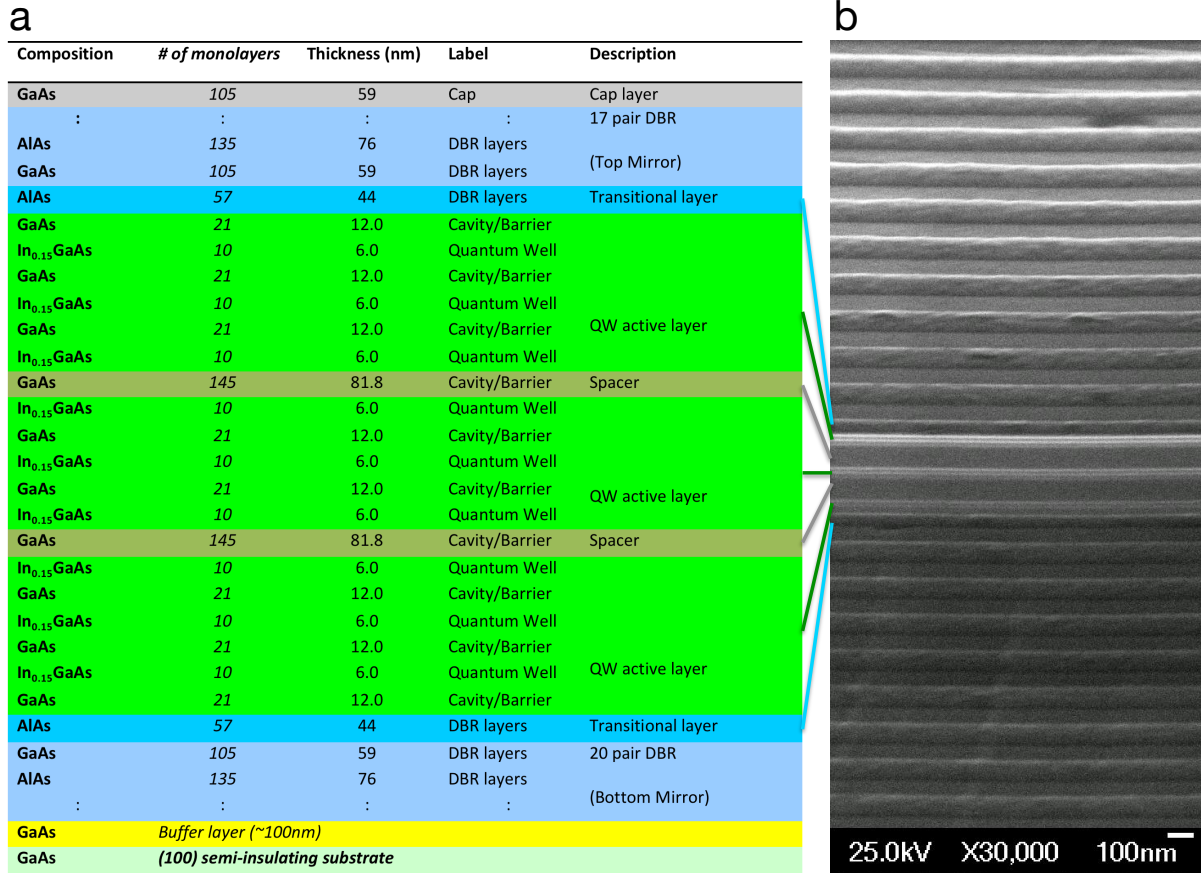 a
b
Composition # of monolayers Thickness (nm) Label Description
GaAs 105 59 Cap Cap layer
: : : : 17 pair DBR
AlAs 135 76 DBR layers
(Top Mirror)
GaAs 105 59 DBR layers
AlAs 57 44 DBR layers Transitional layer
GaAs 21 12.0 Cavity/Barrier
In0.15GaAs 10 6.0 Quantum Well
GaAs 21 12.0 Cavity/Barrier
In0.15GaAs 10 6.0 Quantum Well
GaAs 21 12.0 Cavity/Barrier
QW active layer
In0.15GaAs 10 6.0 Quantum Well
GaAs 145 81.8 Cavity/Barrier Spacer
In0.15GaAs 10 6.0 Quantum Well
GaAs 21 12.0 Cavity/Barrier
In0.15GaAs 10 6.0 Quantum Well
GaAs 21 12.0 Cavity/Barrier
QW active layer
In0.15GaAs 10 6.0 Quantum Well
GaAs 145 81.8 Cavity/Barrier Spacer
In0.15GaAs 10 6.0 Quantum Well
GaAs 21 12.0 Cavity/Barrier
In0.15GaAs 10 6.0 Quantum Well
GaAs 21 12.0 Cavity/Barrier
QW active layer
In0.15GaAs 10 6.0 Quantum Well
GaAs 21 12.0 Cavity/Barrier
AlAs 57 44 DBR layers Transitional layer
GaAs 105 59 DBR layers 20 pair DBR
AlAs 135 76 DBR layers
(Bottom Mirror)
: : : :
GaAs Buffer layer (~100nm)
GaAs (100) semi-insulating substrate
25.0kV X30,000 100nm